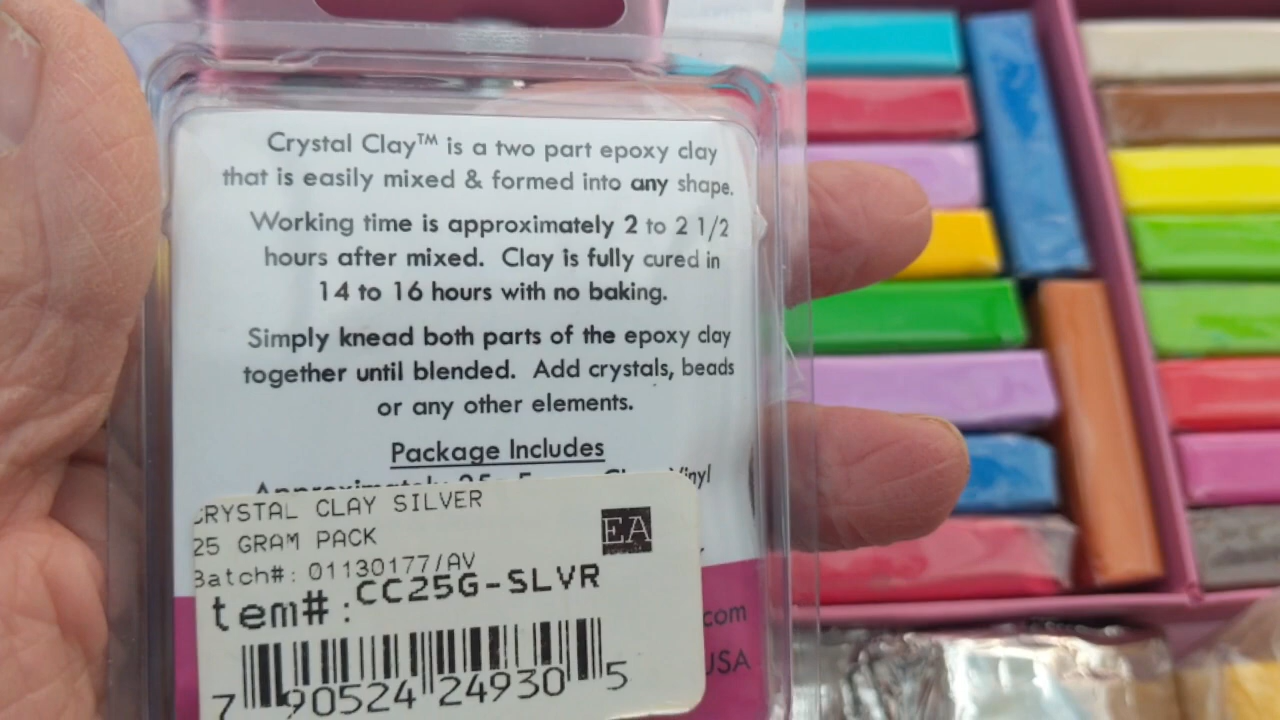 Crystal Clay™ is a two part epoxy clay
that is easily mixed & formed into any shape.
Working time is approximately 2 to 2 1/2
hours after mixed. Clay is fully cured in
14 to 16 hours with no baking.
Simply knead both parts of the epoxy clay
together until blended. Add crystals, beads
or any other elements.
Package Includes
Approximately 25g
CRYSTAL CLAY SILVER
25 GRAM PACK
EA
Batch#: 01130177/AV
tem#: CC25G-SLVR
7 90524 24930 5
com
USA